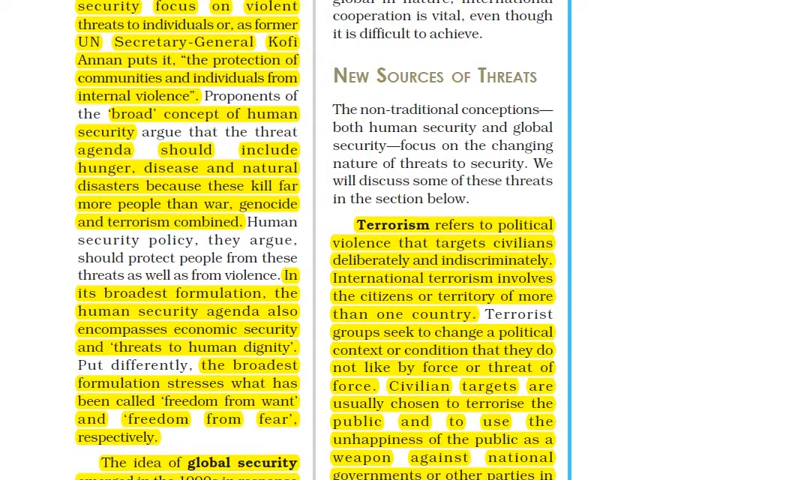 security focus on violent
threats to individuals or, as former
UN Secretary-General Kofi
Annan puts it, “the protection of
communities and individuals from
internal violence”. Proponents of
the ‘broad’ concept of human
security argue that the threat
agenda should include
hunger, disease and natural
disasters because these kill far
more people than war, genocide
and terrorism combined. Human
security policy, they argue,
should protect people from these
threats as well as from violence. In
its broadest formulation, the
human security agenda also
encompasses economic security
and ‘threats to human dignity’.
Put differently, the broadest
formulation stresses what has
been called ‘freedom from want’
and ‘freedom from fear’,
respectively.
The idea of global security
emerged in the 1990s in response
global in nature, international
cooperation is vital, even though
it is difficult to achieve.
NEW SOURCES OF THREATS
The non-traditional conceptions—
both human security and global
security—focus on the changing
nature of threats to security. We
will discuss some of these threats
in the section below.
Terrorism refers to political
violence that targets civilians
deliberately and indiscriminately.
International terrorism involves
the citizens or territory of more
than one country. Terrorist
groups seek to change a political
context or condition that they do
not like by force or threat of
force. Civilian targets are
usually chosen to terrorise the
public and to use the
unhappiness of the public as a
weapon against national
governments or other parties in